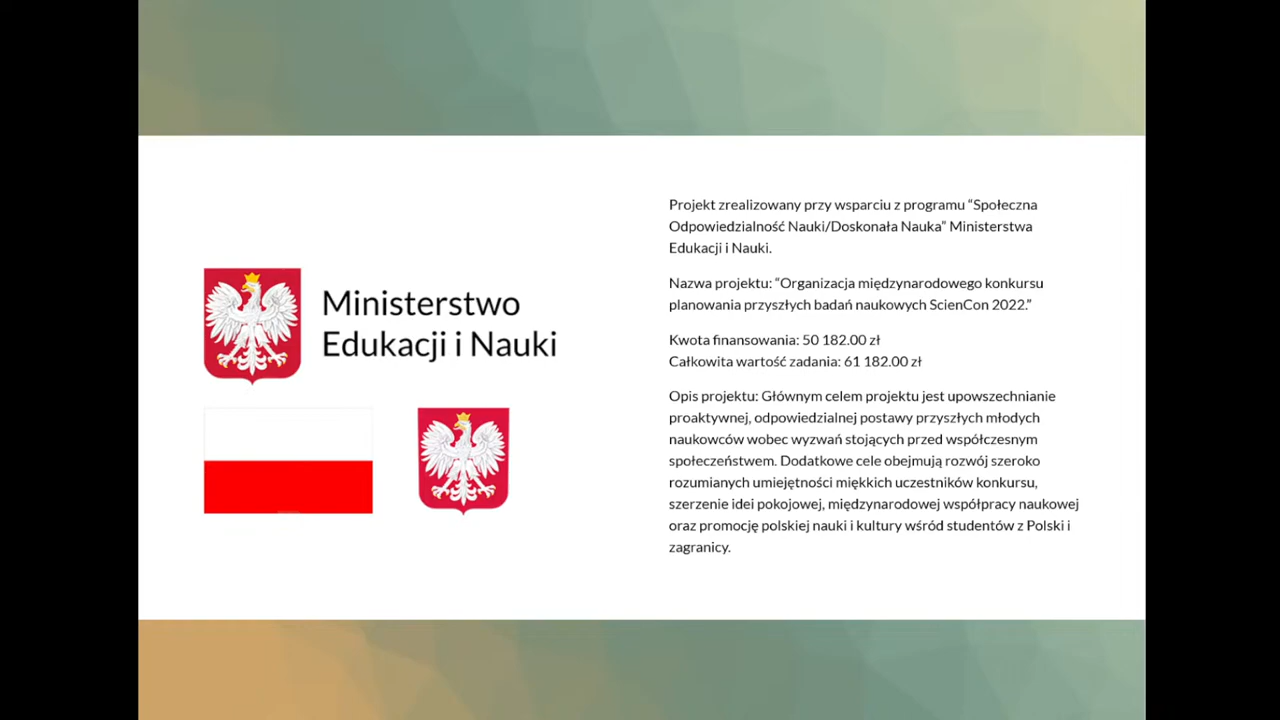 Ministerstwo
Edukacji i Nauki
Projekt zrealizowany przy wsparciu z programu “Społeczna
Odpowiedzialność Nauki/Doskonała Nauka“ Ministerstwa
Edukacji i Nauki.
Nazwa projektu: “Organizacja międzynarodowego konkursu
planowania przyszłych badań naukowych ScienCon 2022.”
Kwota finansowania: 50 182.00 zł
Całkowita wartość zadania: 61 182.00 zł
Opis projektu: Głównym celem projektu jest upowszechnianie
proaktywnej, odpowiedzialnej postawy przyszłych młodych
naukowców wobec wyzwań stojących przed współczesnym
społeczeństwem. Dodatkowe cele obejmują rozwój szeroko
rozumianych umiejętności miękkich uczestników konkursu,
szerzenie idei pokojowej, międzynarodowej współpracy naukowej
oraz promocję polskiej nauki i kultury wśród studentów z Polski i
zagranicy.